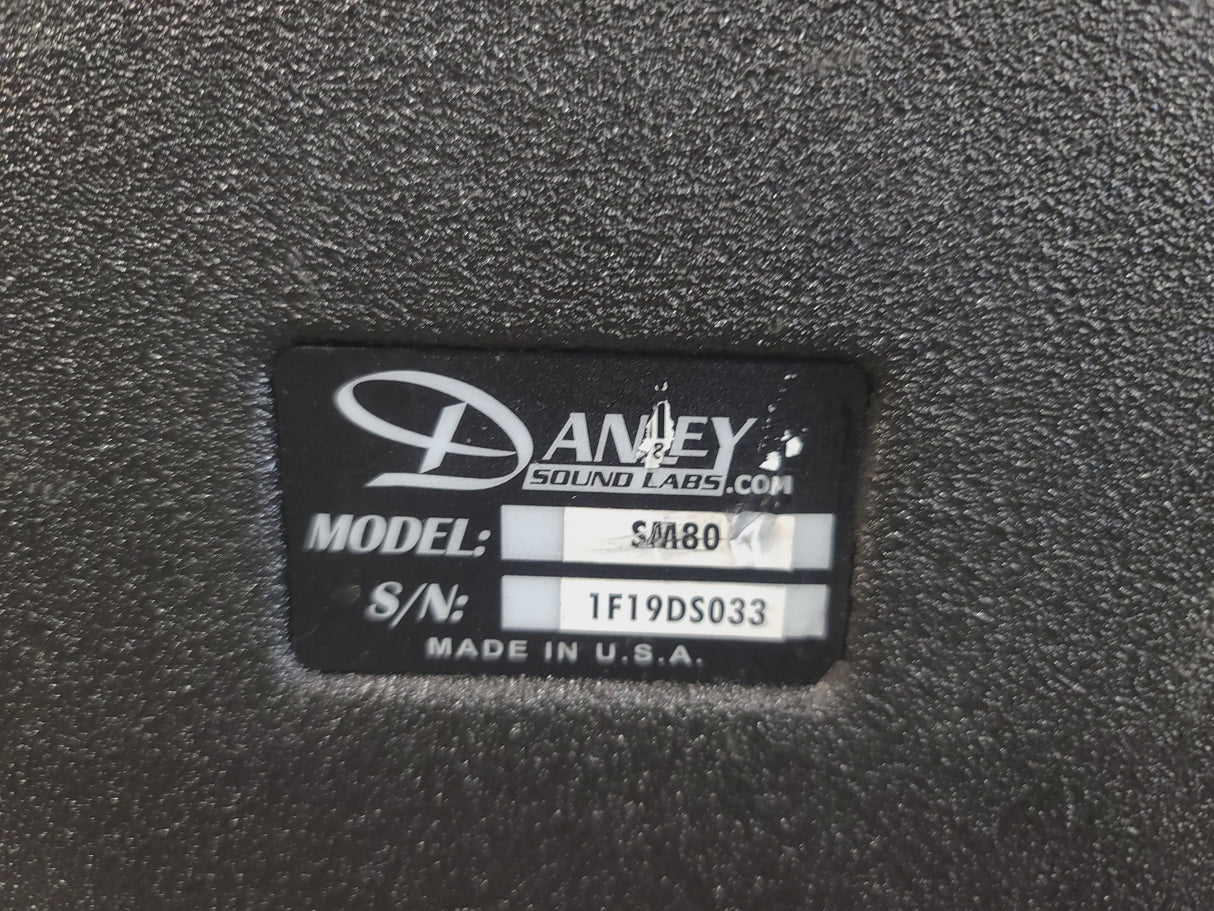 DANLEY
SOUND LABS.COM
MODEL: SM80
S/N: 1F19DS033
MADE IN U.S.A.